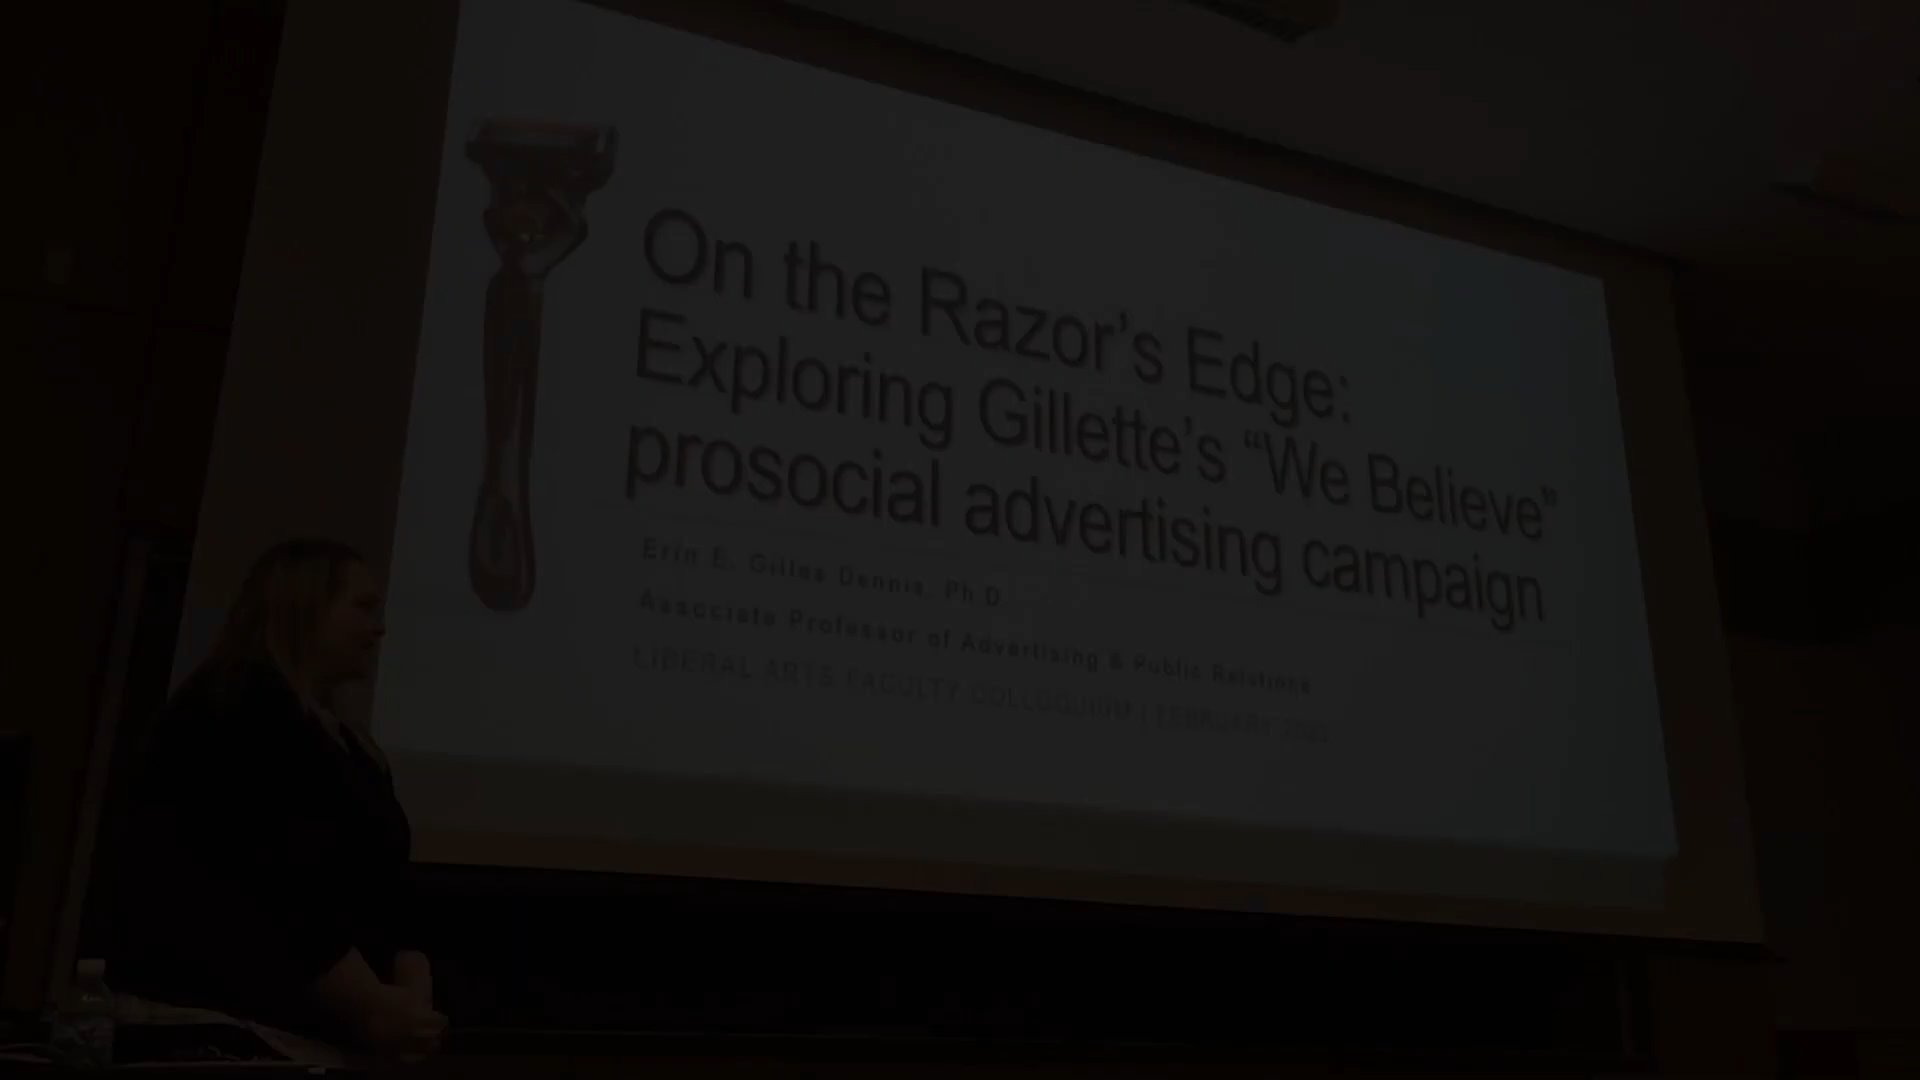 On the Razor’s Edge:
Exploring Gillette’s “We Believe”
prosocial advertising campaign
Erin E. Gilles Dennis, Ph.D
Associate Professor of Advertising & Public Relations
LIBERAL ARTS FACULTY COLLOQUIUM | FEBRUARY